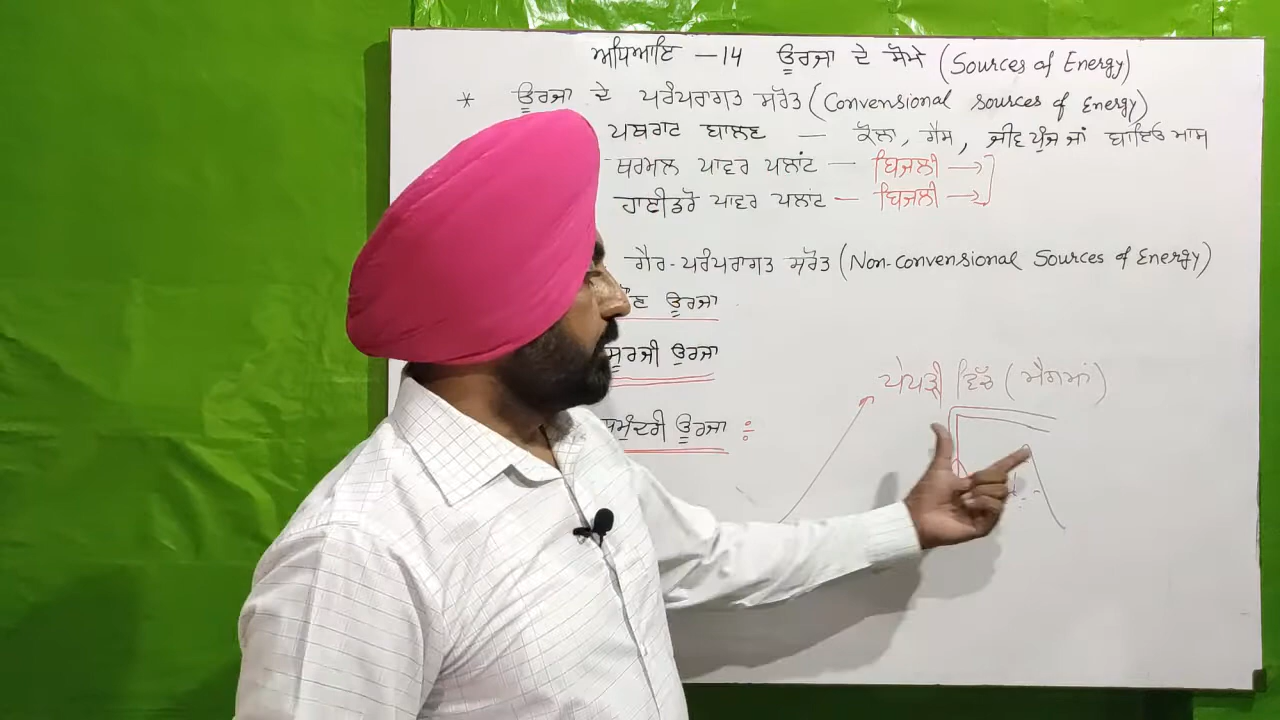 ਅਧਿਆਇ - 14 ਊਰਜਾ ਦੇ ਸੋਮੇ (Sources of Energy)
* ਊਰਜਾ ਦੇ ਪਰੰਪਰਾਗਤ ਸਰੋਤ (Convensional sources of Energy)
ਪਥਰਾਟ ਬਾਲਣ — ਕੋਲਾ, ਗੈਸ, ਜੀਵ ਪੁੰਜ ਜਾਂ ਬਾਇਓ ਮਾਸ
ਥਰਮਲ ਪਾਵਰ ਪਲਾਂਟ — ਬਿਜਲੀ →
ਹਾਈਡਰੋ ਪਾਵਰ ਪਲਾਂਟ — ਬਿਜਲੀ →
ਗੈਰ-ਪਰੰਪਰਾਗਤ ਸਰੋਤ (Non-convensional Sources of Energy)
ਊਰਜਾ
ਸੂਰਜੀ ਊਰਜਾ
ਸਮੁੰਦਰੀ ਊਰਜਾ ÷
ਪੇਪੜੀ ਵਿੱਚ (ਮੈਗਮਾਂ)